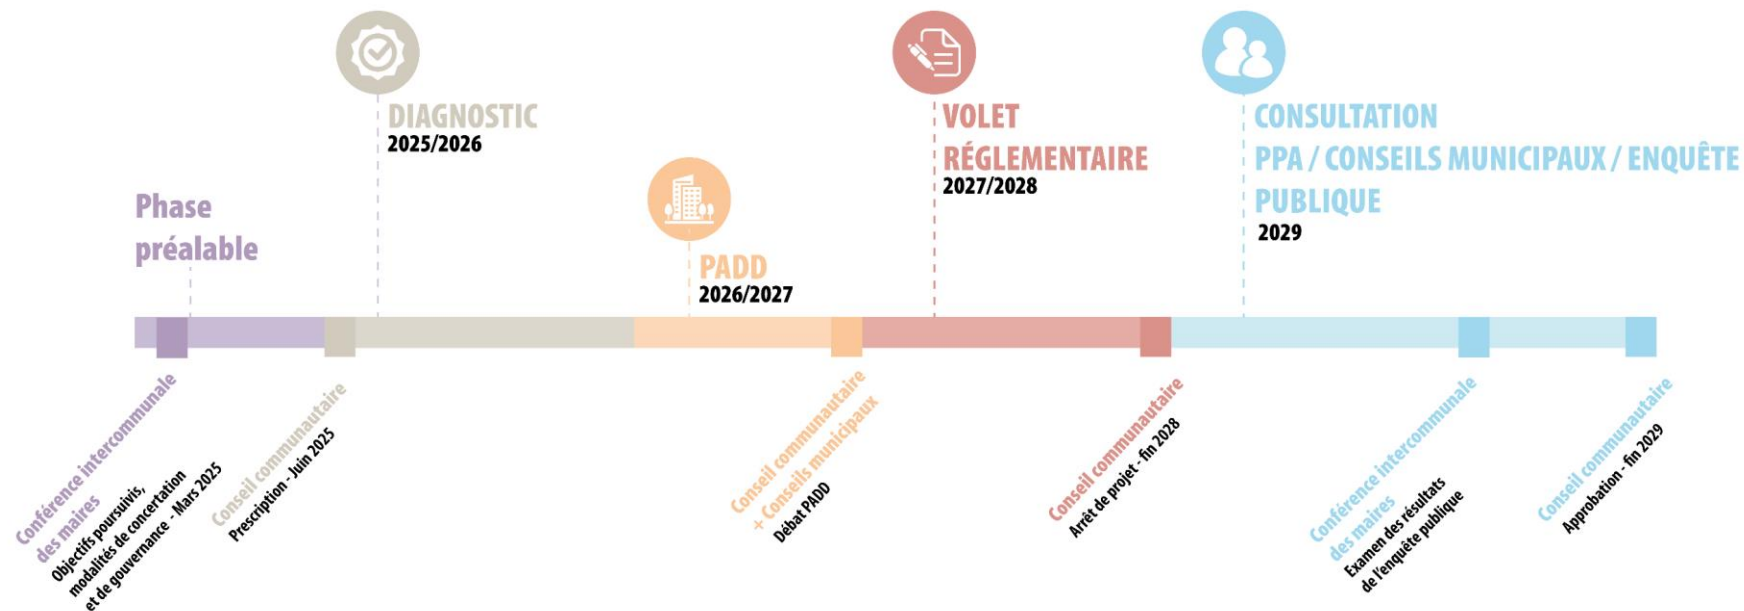 Phase
préalable
DIAGNOSTIC
2025/2026
PADD
2026/2027
VOLET
RÉGLEMENTAIRE
2027/2028
CONSULTATION
PPA / CONSEILS MUNICIPAUX / ENQUÊTE
PUBLIQUE
2029
Conférence intercommunale
des maires
Objectifs poursuivis,
modalités de concertation
et de gouvernance - Mars 2025
Conseil communautaire
Prescription - Juin 2025
Conseil communautaire
+ Conseils municipaux
Débat PADD
Conseil communautaire
Arrêt de projet - fin 2028
Conférence intercommunale
des maires
Examen des résultats
de l'enquête publique
Conseil communautaire
Approbation - fin 2029